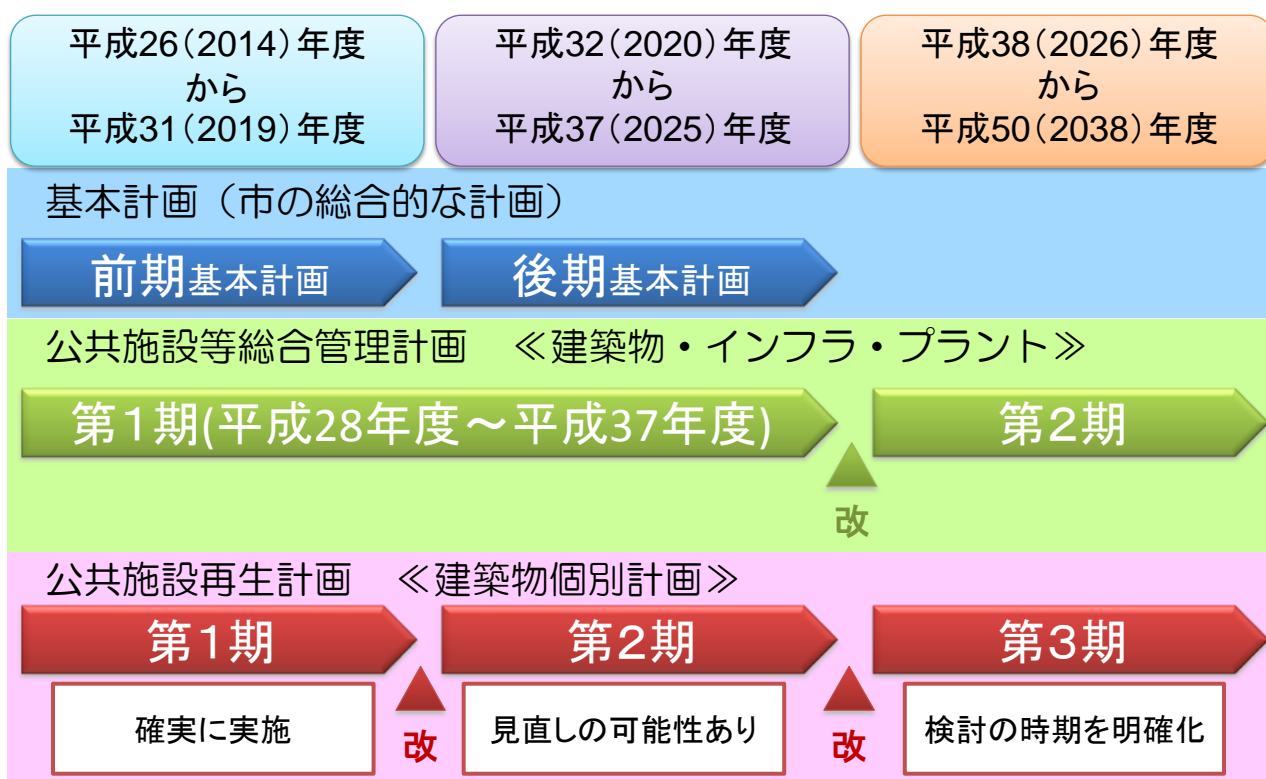 平成26(2014)年度
から
平成31(2019)年度
平成32(2020)年度
から
平成37(2025)年度
平成38(2026)年度
から
平成50(2038)年度
基本計画（市の総合的な計画）
前期基本計画
後期基本計画
公共施設等総合管理計画　≪建築物・インフラ・プラント≫
第１期(平成28年度～平成37年度)
第２期
改
公共施設再生計画　≪建築物個別計画≫
第１期
第２期
第３期
確実に実施
改
見直しの可能性あり
改
検討の時期を明確化